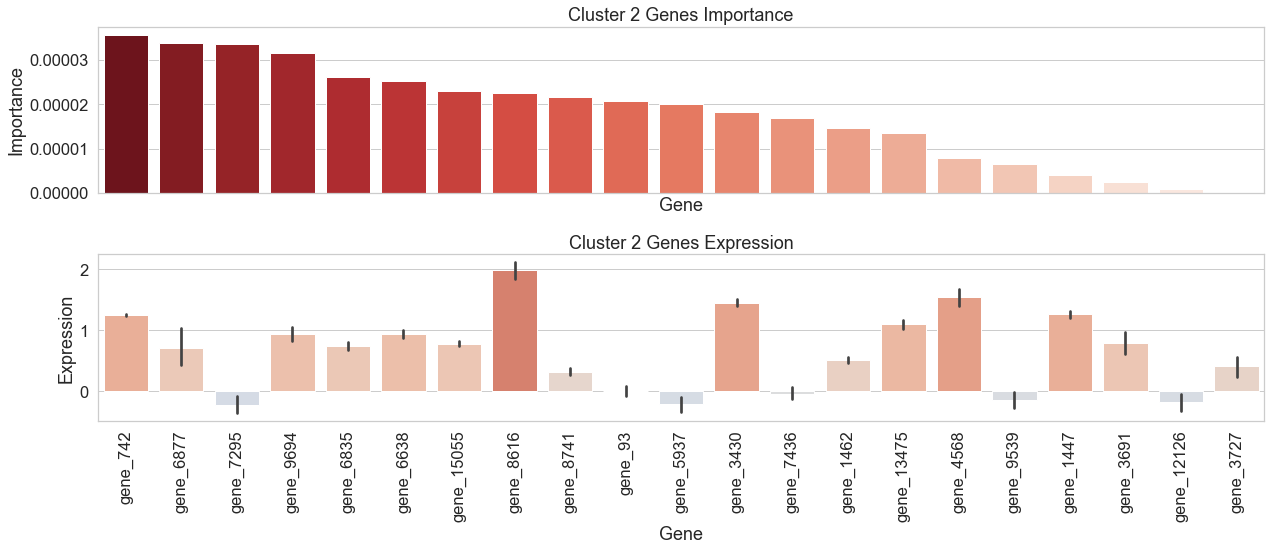 Cluster 2 Genes Importance
Importance
0.00003
0.00002
0.00001
0.00000
Gene
Cluster 2 Genes Expression
Expression
2
1
0
gene_742
gene_6877
gene_7295
gene_9694
gene_6835
gene_6638
gene_15055
gene_8616
gene_8741
gene_93
gene_5937
gene_3430
gene_7436
gene_1462
gene_13475
gene_4568
gene_9539
gene_1447
gene_3691
gene_12126
gene_3727
Gene